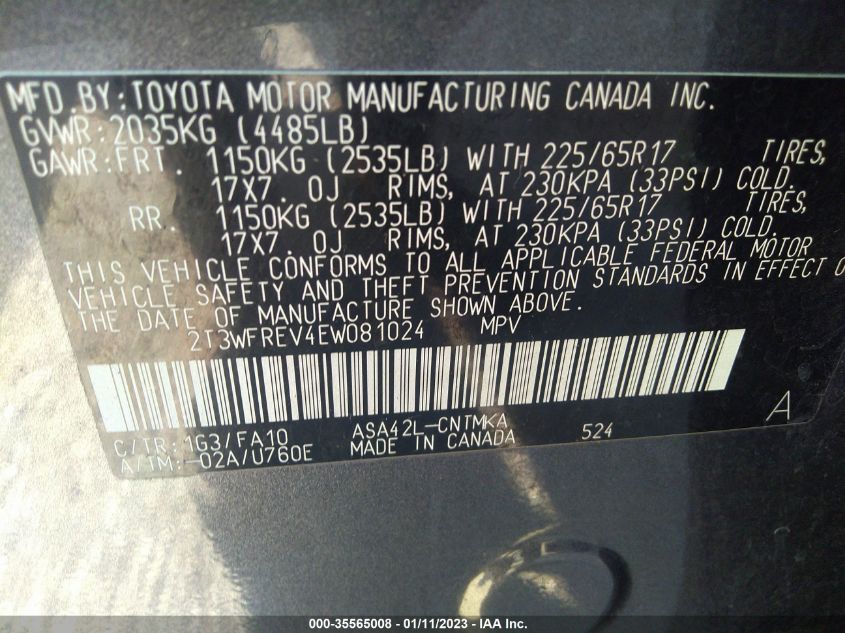 MFD.BY:TOYOTA MOTOR MANUFACTURING CANADA INC.
GVWR:2035KG (4485LB)
GAWR:FRT. 1150KG (2535LB) WITH 225/65R17 TIRES,
17X7.0J RIMS, AT 230KPA (33PSI) COLD.
RR. 1150KG (2535LB) WITH 225/65R17 TIRES,
17X7.0J RIMS, AT 230KPA (33PSI) COLD.
THIS VEHICLE CONFORMS TO ALL APPLICABLE FEDERAL MOTOR
VEHICLE SAFETY AND THEFT PREVENTION STANDARDS IN EFFECT O
THE DATE OF MANUFACTURE SHOWN ABOVE.
2T3WFREV4EW081024 MPV
A
C/TR:1G3/FA10 ASA42L-CNTMKA 524
A/TM:-02A/U760E MADE IN CANADA
000-35565008 - 01/11/2023 - IAA Inc.